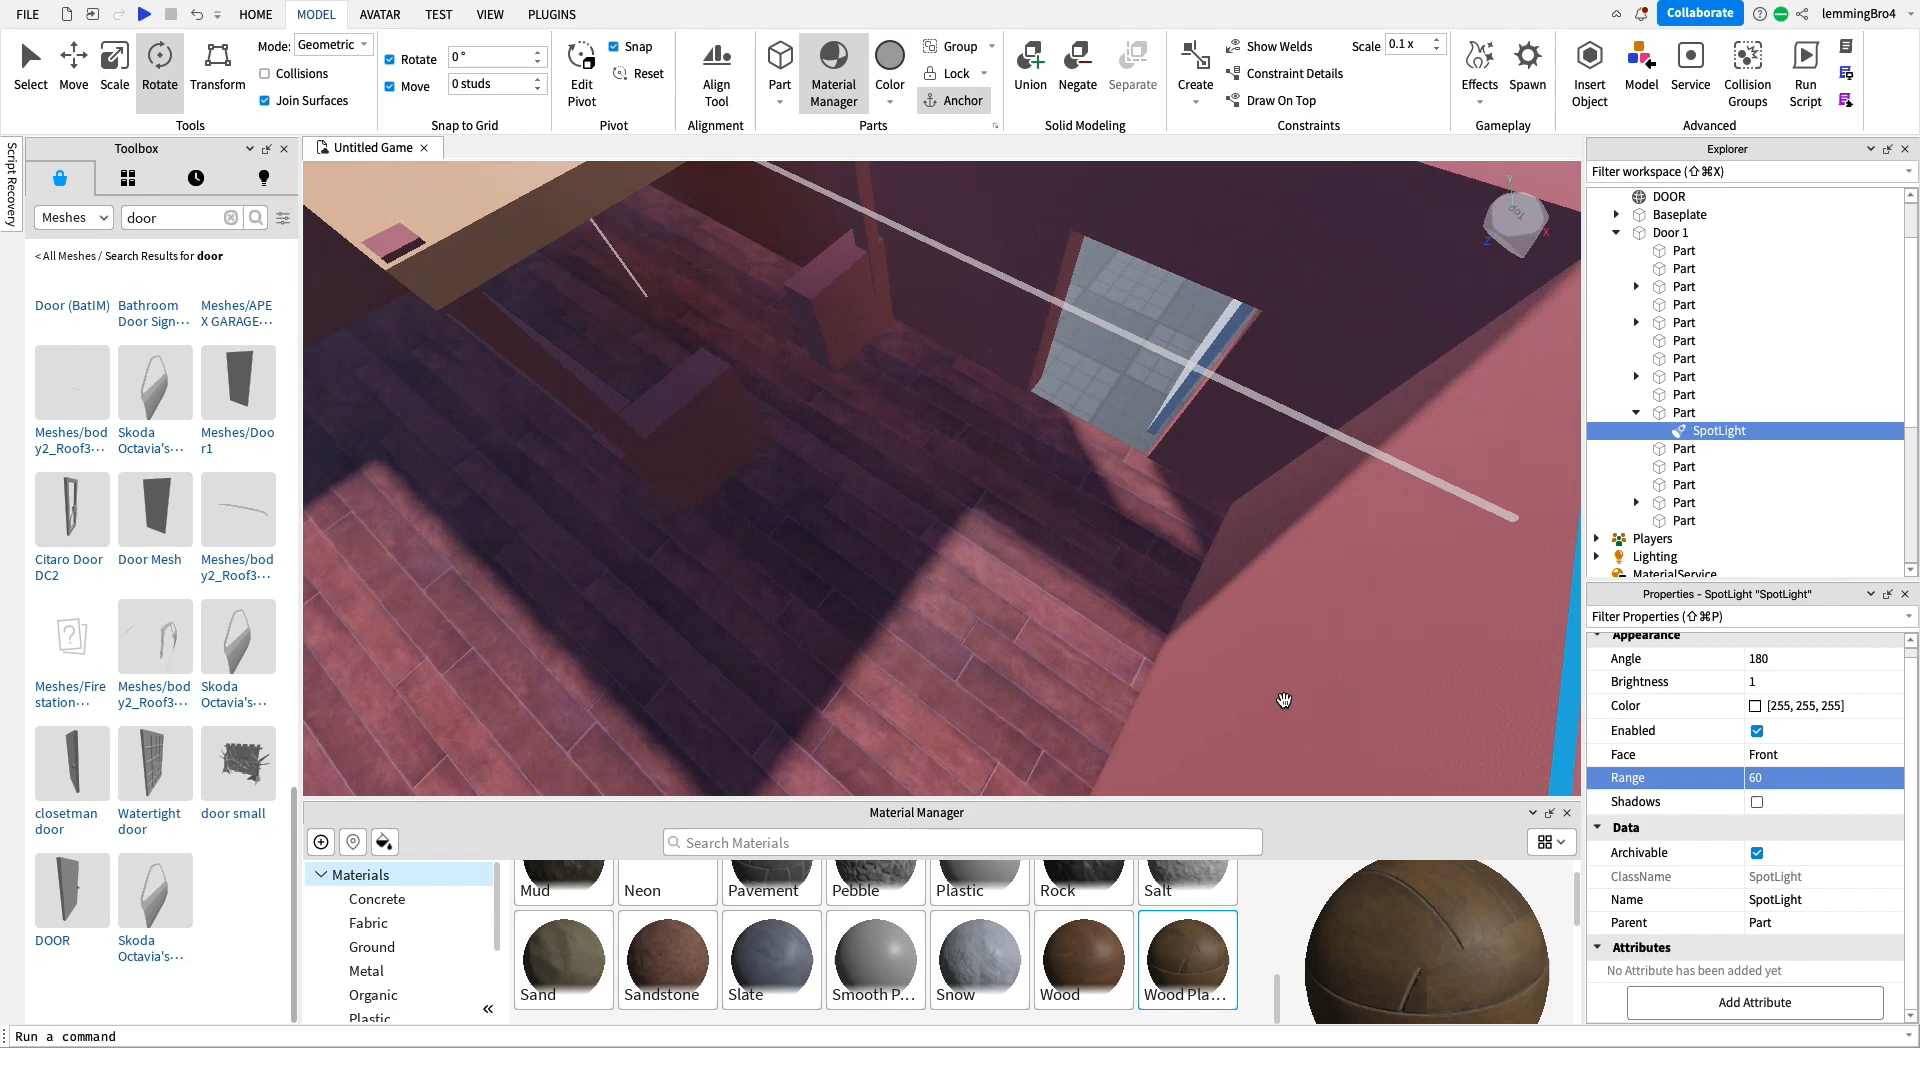 FILE HOME MODEL AVATAR TEST VIEW PLUGINS Collaborate lemmingBro4
Select Move Scale Rotate Transform
Mode: Geometric
Collisions
Join Surfaces
Tools
Rotate 0 °
Move 0 studs
Snap to Grid
Edit
Pivot
Snap
Reset
Pivot
Align
Tool
Alignment
Part
Material
Manager
Color
Group
Lock
Anchor
Parts
Union Negate Separate
Solid Modeling
Create
Show Welds
Constraint Details
Draw On Top
Scale 0.1 x
Constraints
Effects Spawn
Gameplay
Insert
Object
Model
Service
Collision
Groups
Run
Script
Advanced
Script Recovery
Toolbox
Meshes door
< All Meshes / Search Results for door
Door (BatIM)
Bathroom
Door Sign···
Meshes/APE
X GARAGE···
Meshes/bod
y2_Roof3···
Skoda
Octavia's···
Meshes/Doo
r1
Citaro Door
DC2
Door Mesh
Meshes/bod
y2_Roof3···
Meshes/Fire
station···
Meshes/bod
y2_Roof3···
Skoda
Octavia's···
closetman
door
Watertight
door
door small
DOOR
Skoda
Octavia's···
Untitled Game
TOP
Y
Z
X
Material Manager
Search Materials
Materials
Concrete
Fabric
Ground
Metal
Organic
Plastic
«
Mud Neon Pavement Pebble Plastic Rock Salt
Sand Sandstone Slate Smooth P... Snow Wood Wood Pla...
Explorer
Filter workspace (⇧⌘X)
DOOR
Baseplate
Door 1
Part
Part
Part
Part
Part
Part
Part
Part
Part
Part
SpotLight
Part
Part
Part
Part
Part
Players
Lighting
MaterialService
Properties - SpotLight "SpotLight"
Filter Properties (⇧⌘P)
Appearance
Angle 180
Brightness 1
Color [255, 255, 255]
Enabled
Face Front
Range 60
Shadows
Data
Archivable
ClassName SpotLight
Name SpotLight
Parent Part
Attributes
No Attribute has been added yet
Add Attribute
Run a command